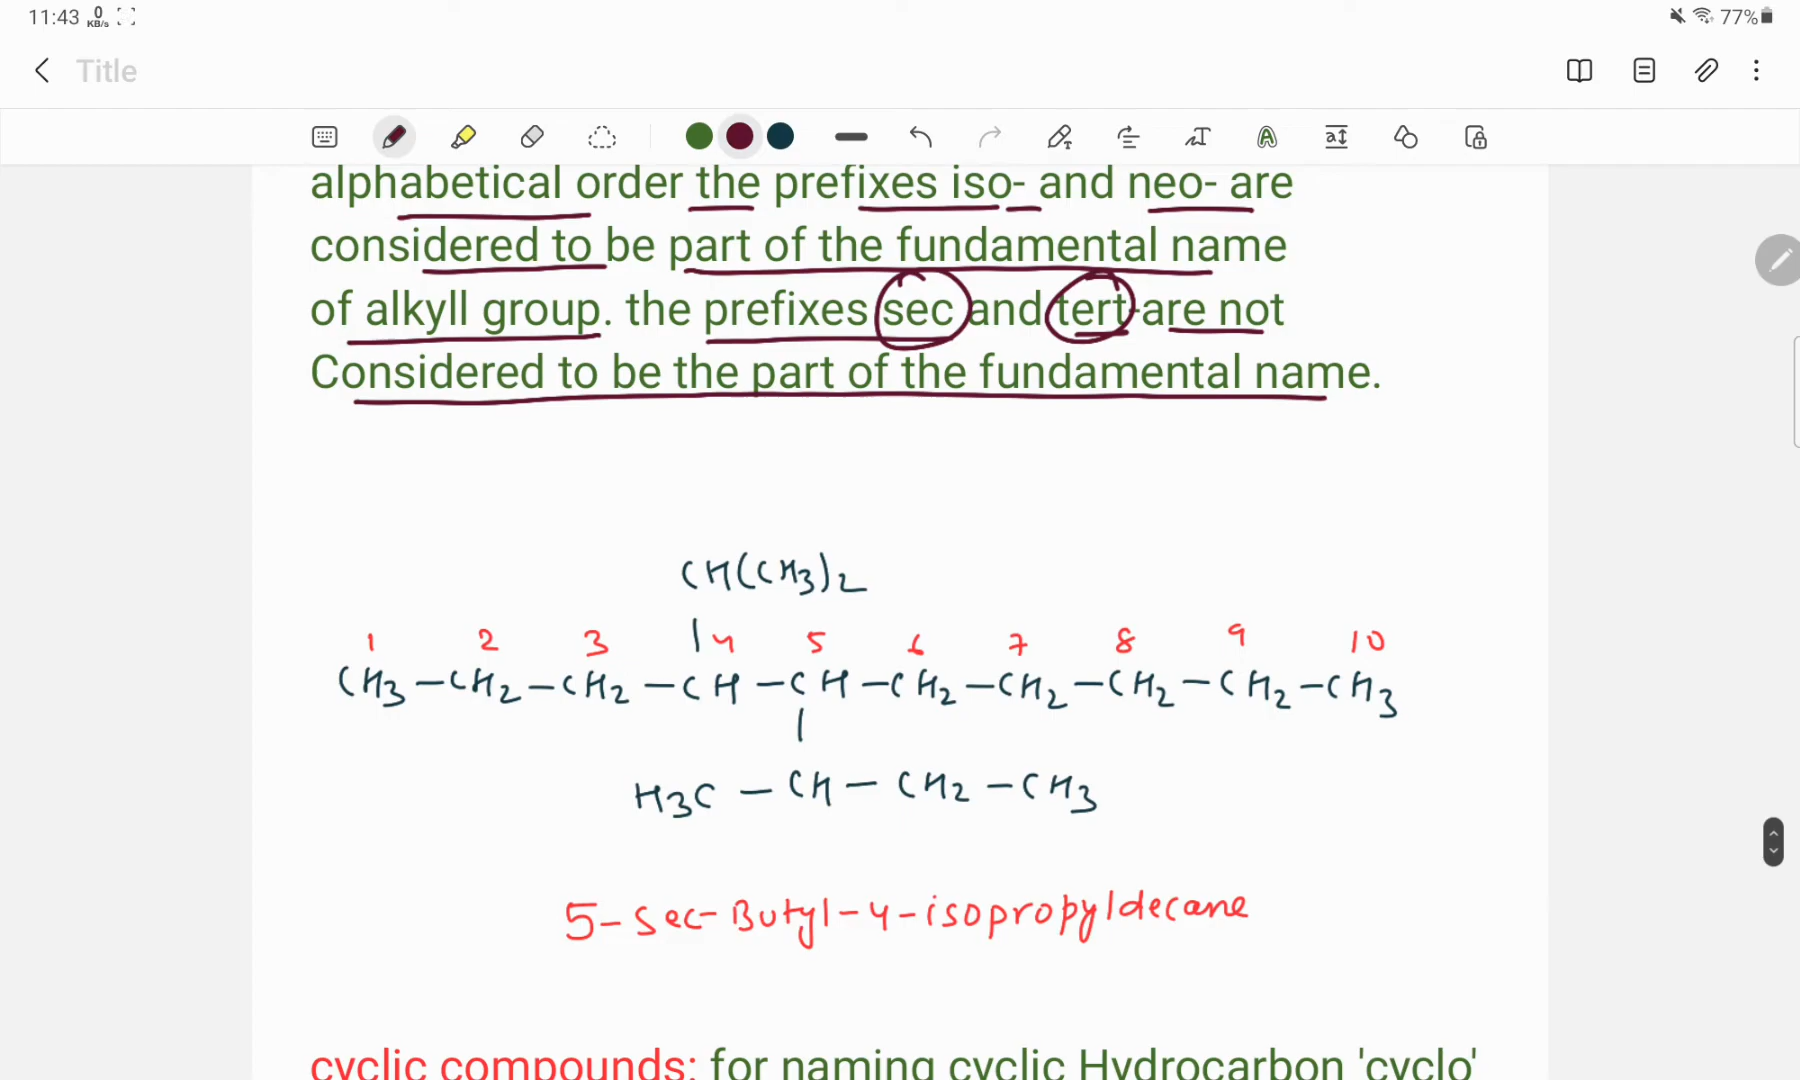 11:43 0 KB/s 77%
Title
alphabetical order the prefixes iso- and neo- are
considered to be part of the fundamental name
of alkyll group. the prefixes sec and tert-are not
Considered to be the part of the fundamental name.
CH(CH3)2
|
1 2 3 4 5 6 7 8 9 10
CH3 - CH2 - CH2 - CH - CH - CH2 - CH2 - CH2 - CH2 - CH3
|
H3C - CH - CH2 - CH3
5-Sec-Butyl-4-isopropyldecane
cyclic compounds: for naming cyclic Hydrocarbon 'cyclo'